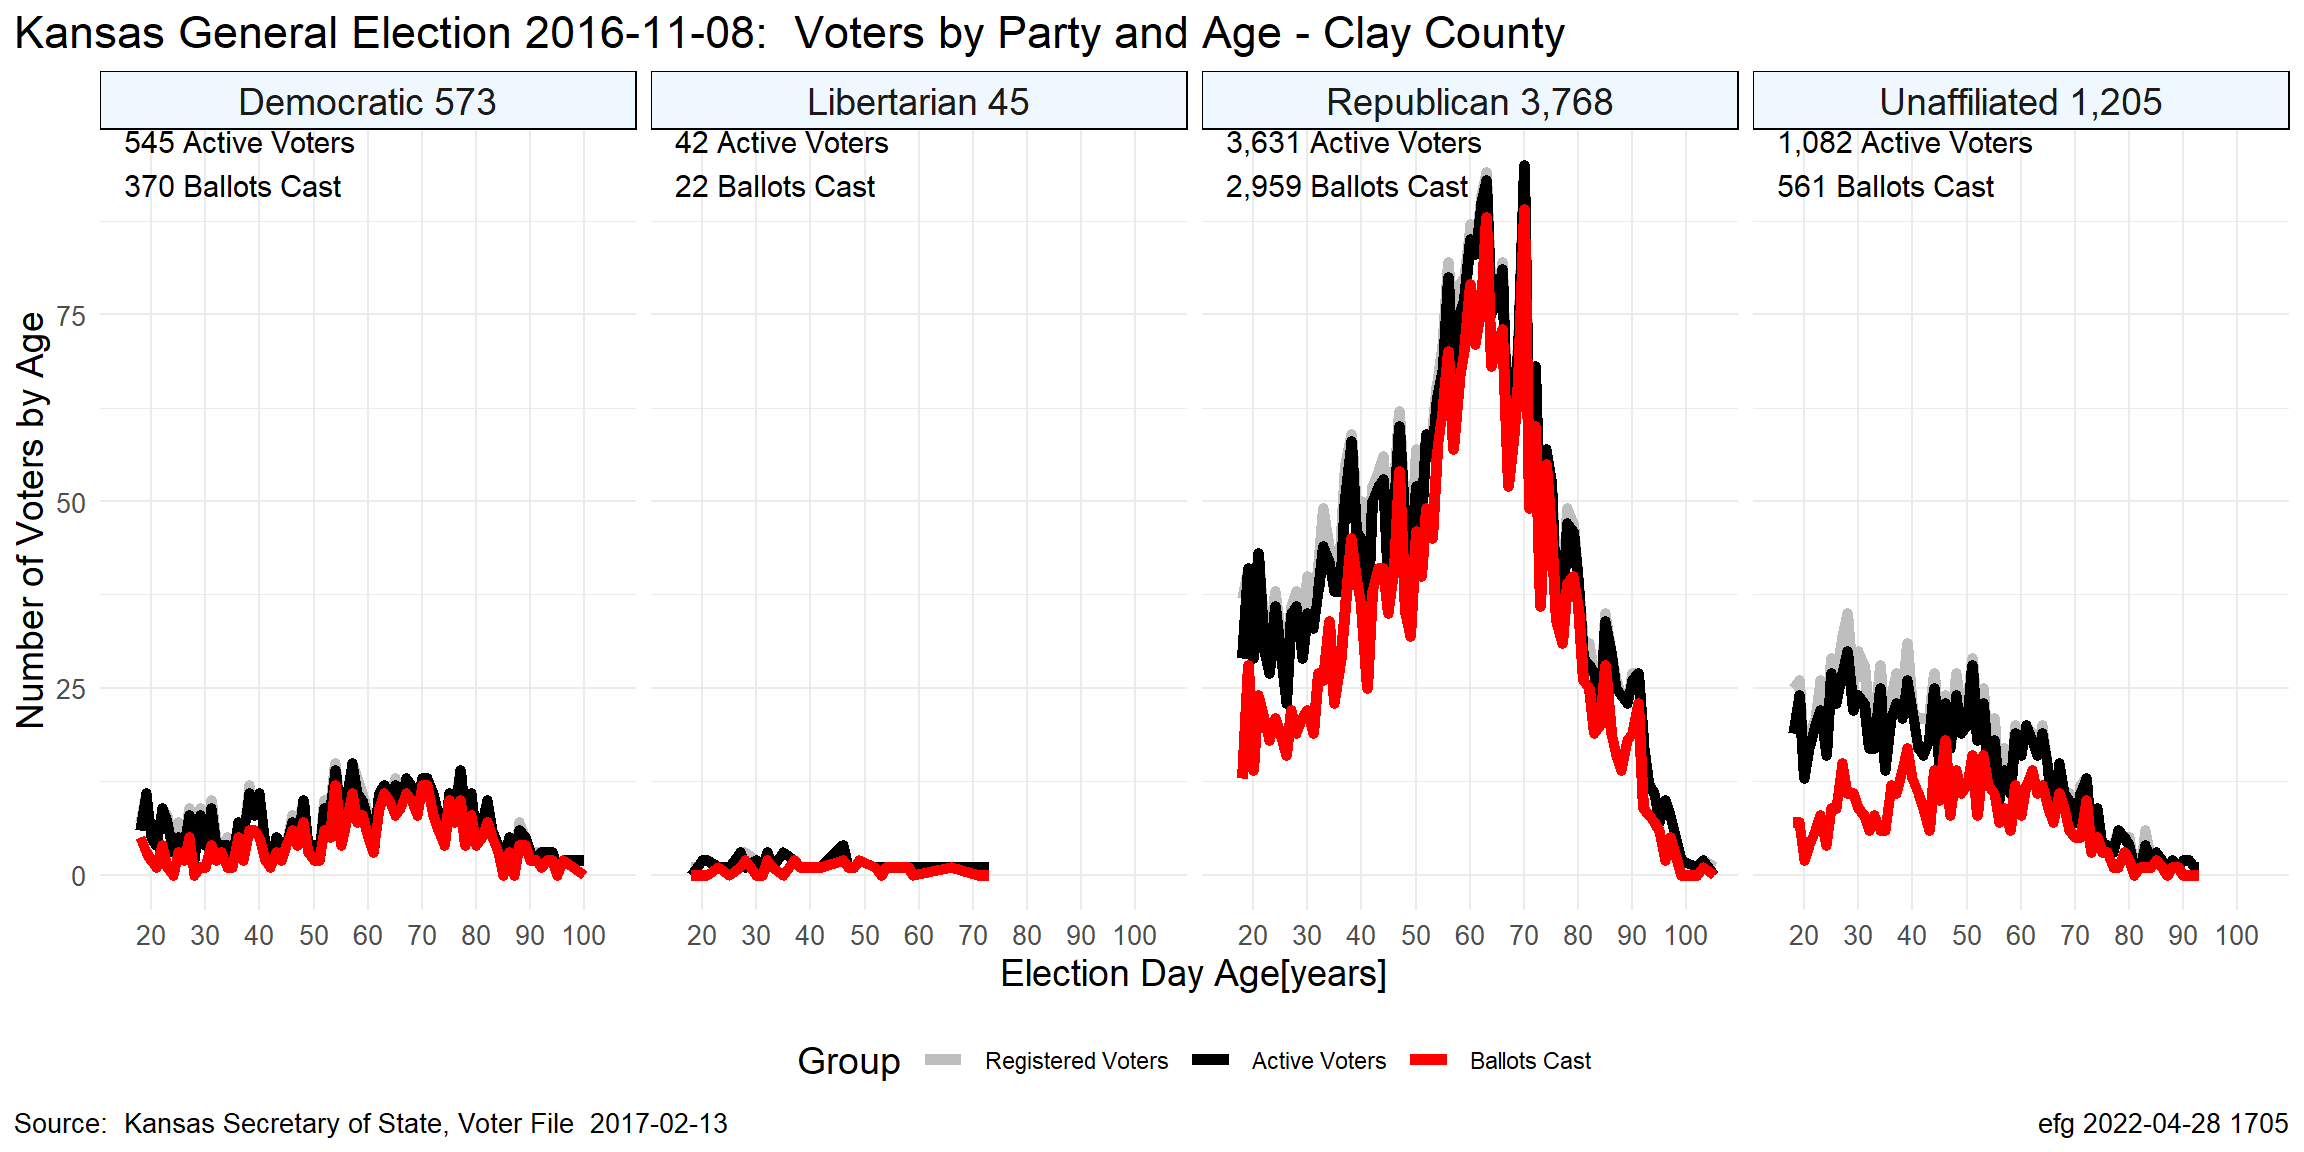 Kansas General Election 2016-11-08:  Voters by Party and Age - Clay County
Democratic 573
Libertarian 45
Republican 3,768
Unaffiliated 1,205
545 Active Voters
370 Ballots Cast
42 Active Voters
22 Ballots Cast
3,631 Active Voters
2,959 Ballots Cast
1,082 Active Voters
561 Ballots Cast
Number of Voters by Age
75
50
25
0
20 30 40 50 60 70 80 90 100
20 30 40 50 60 70 80 90 100
20 30 40 50 60 70 80 90 100
20 30 40 50 60 70 80 90 100
Election Day Age[years]
Group Registered Voters Active Voters Ballots Cast
Source:  Kansas Secretary of State, Voter File  2017-02-13
efg 2022-04-28 1705